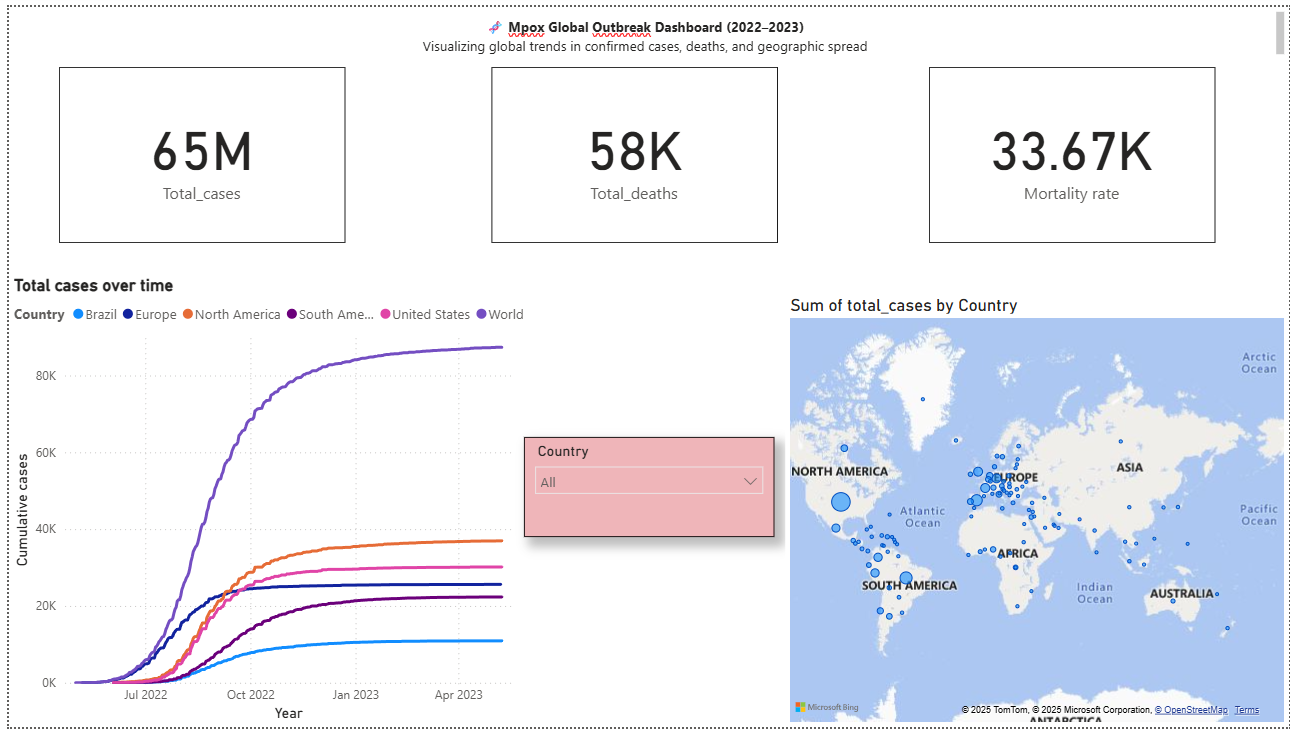 🧬 Mpox Global Outbreak Dashboard (2022–2023)
Visualizing global trends in confirmed cases, deaths, and geographic spread
65M
Total_cases
58K
Total_deaths
33.67K
Mortality rate
Total cases over time
Country Brazil Europe North America South Ame... United States World
Cumulative cases
80K
60K
40K
20K
0K
Jul 2022 Oct 2022 Jan 2023 Apr 2023
Year
Country
All
Sum of total_cases by Country
Arctic
Ocean
NORTH AMERICA
EUROPE
ASIA
Atlantic
Ocean
Pacific
Ocean
AFRICA
SOUTH AMERICA
Indian
Ocean
AUSTRALIA
Microsoft Bing
© 2025 TomTom, © 2025 Microsoft Corporation, © OpenStreetMap Terms
ANTARCTICA